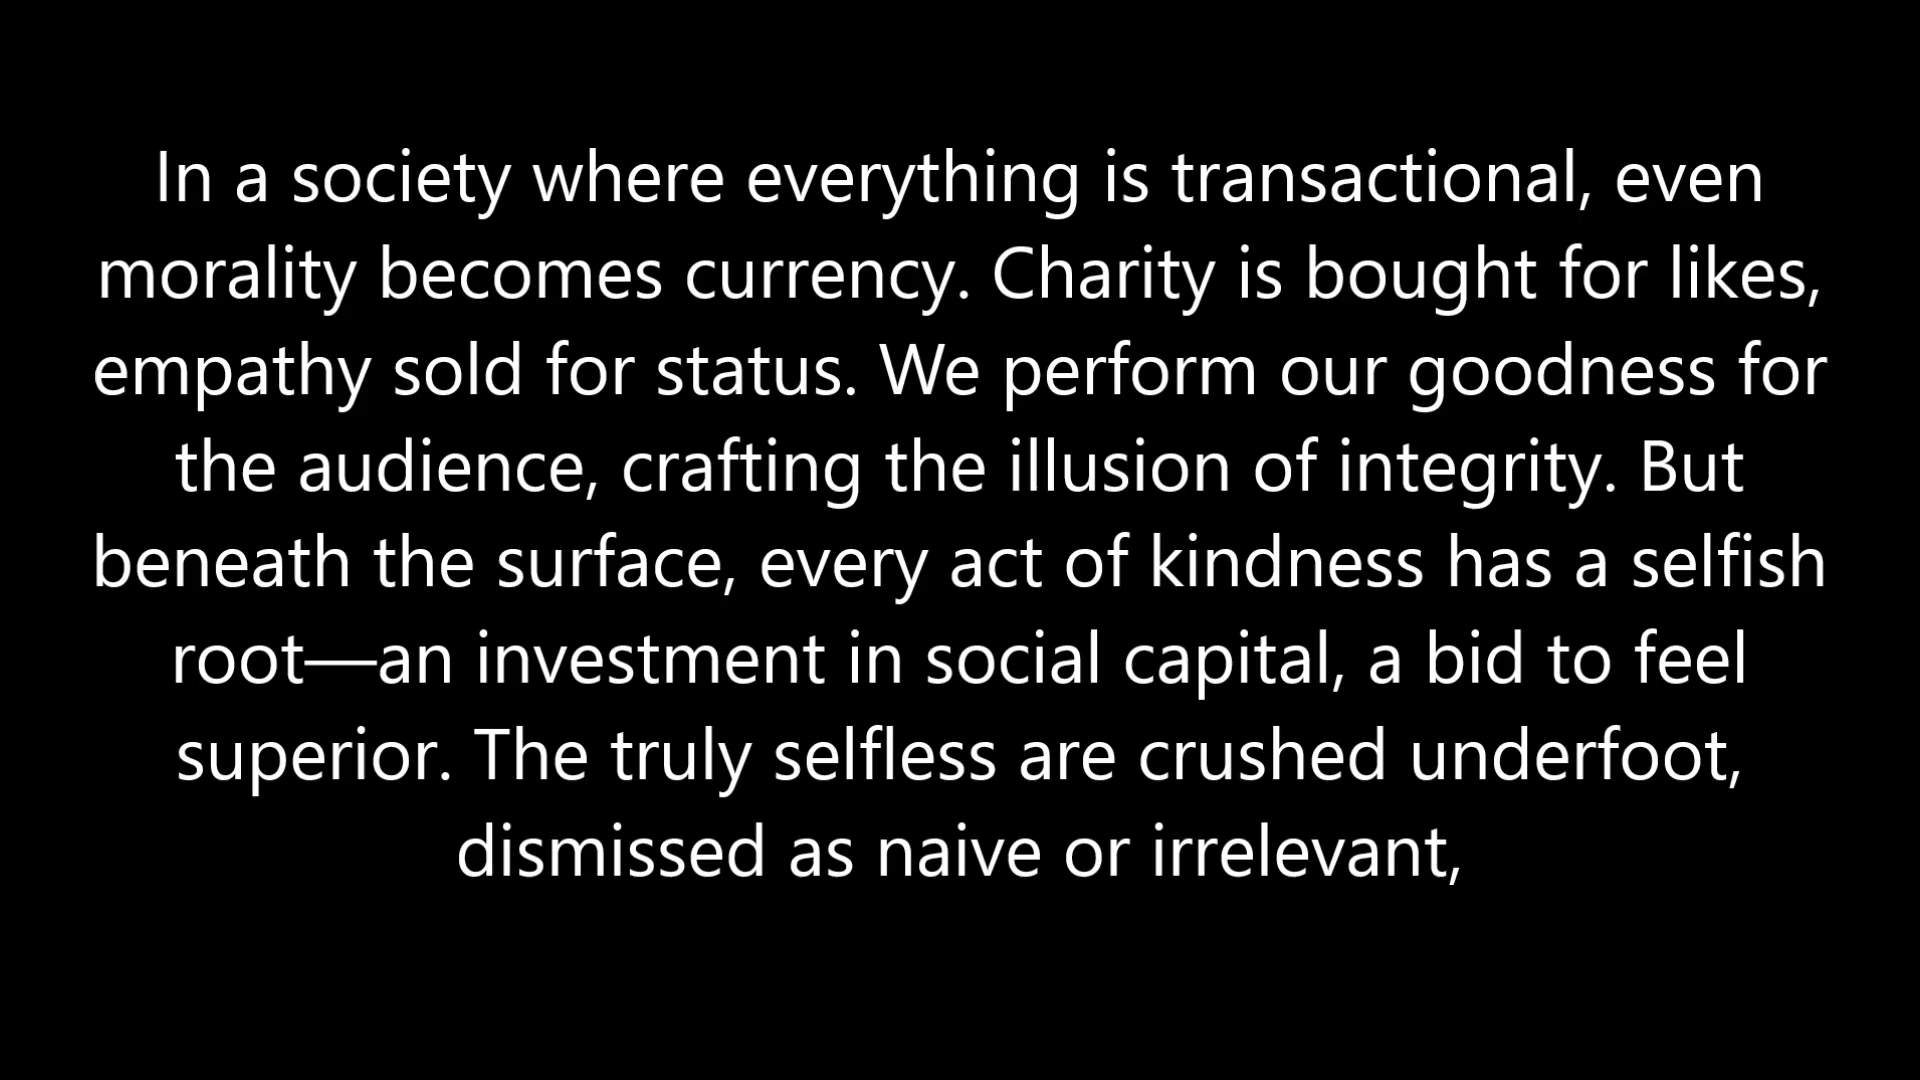 In a society where everything is transactional, even
morality becomes currency. Charity is bought for likes,
empathy sold for status. We perform our goodness for
the audience, crafting the illusion of integrity. But
beneath the surface, every act of kindness has a selfish
root—an investment in social capital, a bid to feel
superior. The truly selfless are crushed underfoot,
dismissed as naive or irrelevant,